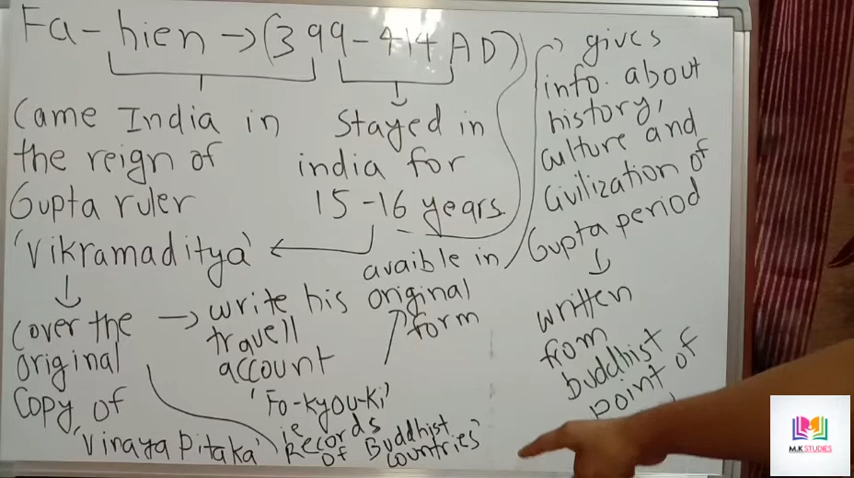 Fa-hien → (399-414 AD)
Came India in
the reign of
Gupta ruler
'Vikramaditya'
Stayed in
india for
15-16 years.
Cover the
original
Copy of
'Vinaya Pitaka'
→ write his
travell
account
'Fo-kyou-ki'
ie
Records
of Buddhist
countries'
avaible in
original
form
gives
info. about
history,
culture and
Civilization of
Gupta period
written
from
buddhist
point of
M.K STUDIES